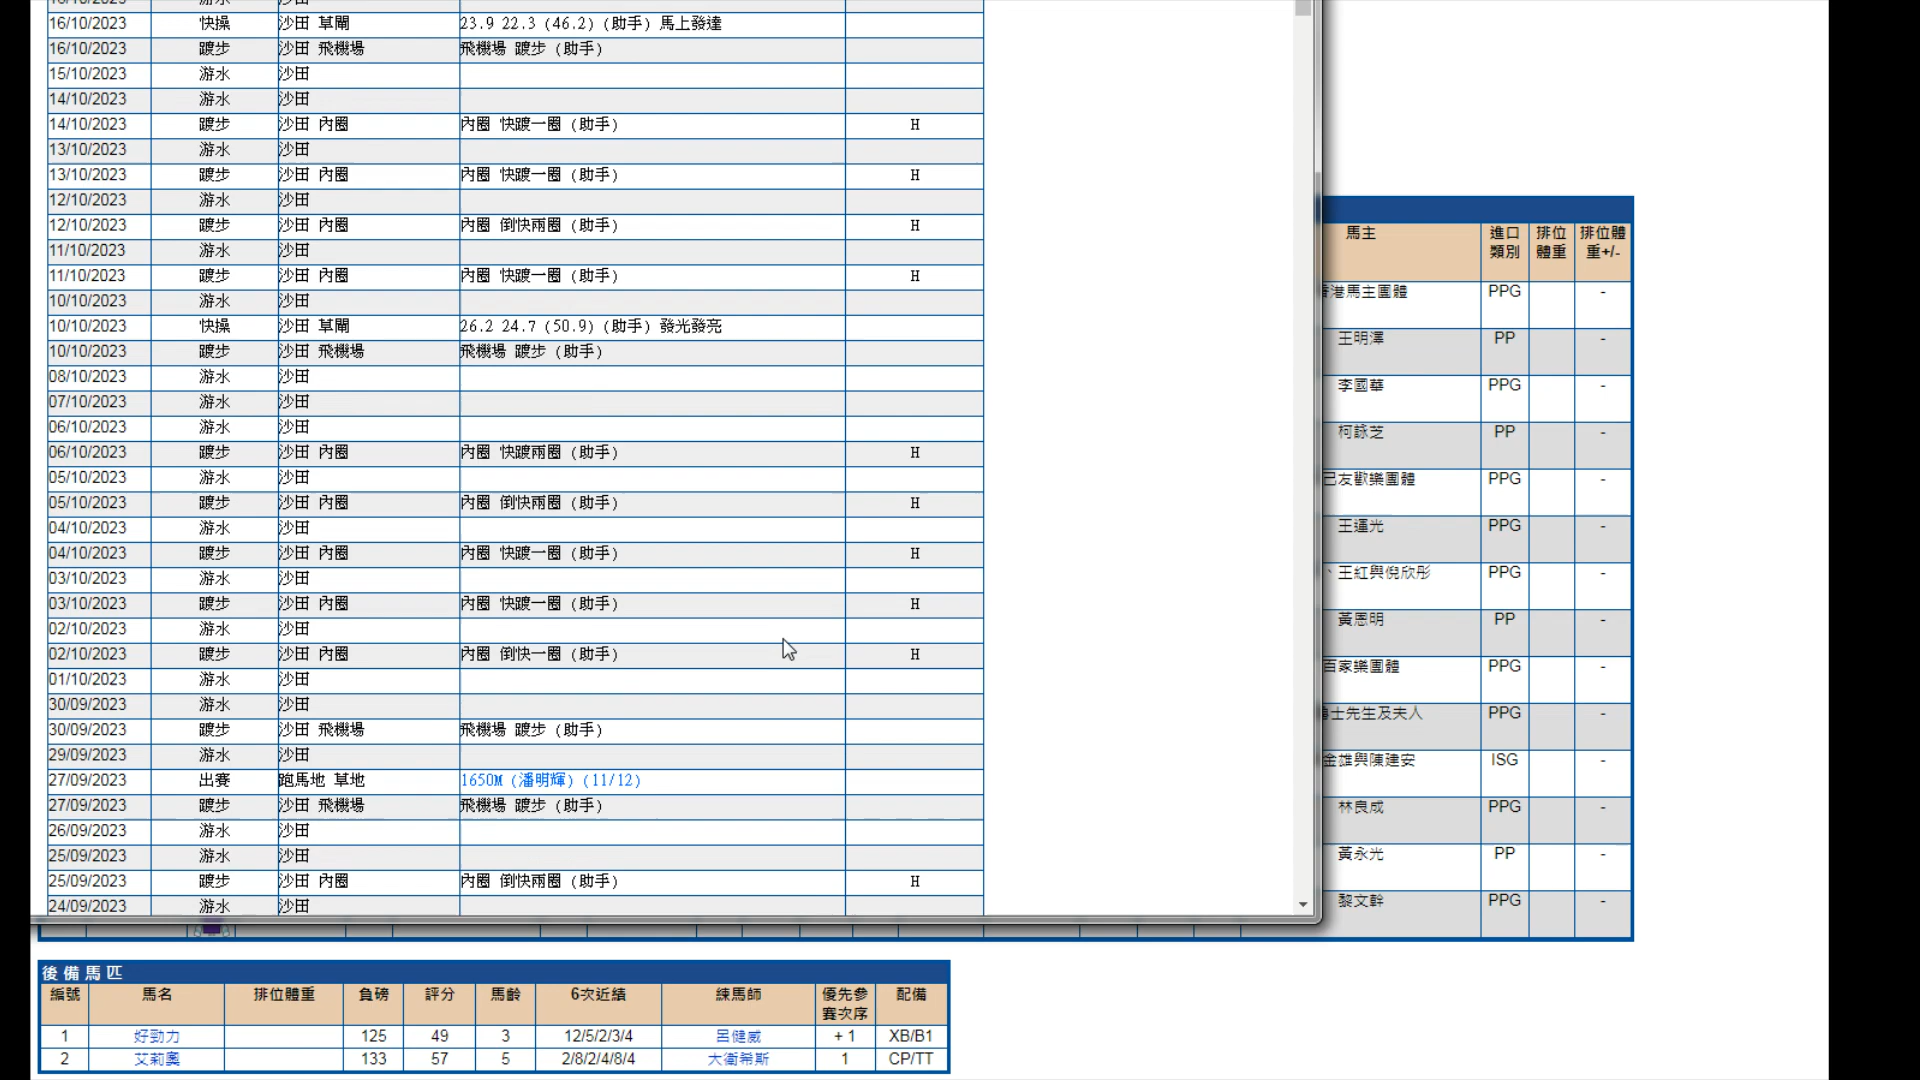 16/10/2023 快操 沙田 草閘 23.9 22.3 (46.2) (助手) 馬上發達
16/10/2023 踱步 沙田 飛機場 飛機場 踱步 (助手)
15/10/2023 游水 沙田
14/10/2023 游水 沙田
14/10/2023 踱步 沙田 內圈 內圈 快踱一圈 (助手) H
13/10/2023 游水 沙田
13/10/2023 踱步 沙田 內圈 內圈 快踱一圈 (助手) H
12/10/2023 游水 沙田
12/10/2023 踱步 沙田 內圈 內圈 倒快兩圈 (助手) H
11/10/2023 游水 沙田
11/10/2023 踱步 沙田 內圈 內圈 快踱一圈 (助手) H
10/10/2023 游水 沙田
10/10/2023 快操 沙田 草閘 26.2 24.7 (50.9) (助手) 發光發亮
10/10/2023 踱步 沙田 飛機場 飛機場 踱步 (助手)
08/10/2023 游水 沙田
07/10/2023 游水 沙田
06/10/2023 游水 沙田
06/10/2023 踱步 沙田 內圈 內圈 快踱兩圈 (助手) H
05/10/2023 游水 沙田
05/10/2023 踱步 沙田 內圈 內圈 倒快兩圈 (助手) H
04/10/2023 游水 沙田
04/10/2023 踱步 沙田 內圈 內圈 快踱一圈 (助手) H
03/10/2023 游水 沙田
03/10/2023 踱步 沙田 內圈 內圈 快踱一圈 (助手) H
02/10/2023 游水 沙田
02/10/2023 踱步 沙田 內圈 內圈 倒快一圈 (助手) H
01/10/2023 游水 沙田
30/09/2023 游水 沙田
30/09/2023 踱步 沙田 飛機場 飛機場 踱步 (助手)
29/09/2023 游水 沙田
27/09/2023 出賽 跑馬地 草地 1650M (潘明輝) (11/12)
27/09/2023 踱步 沙田 飛機場 飛機場 踱步 (助手)
26/09/2023 游水 沙田
25/09/2023 游水 沙田
25/09/2023 踱步 沙田 內圈 內圈 倒快兩圈 (助手) H
24/09/2023 游水 沙田
馬主 進口類別 排位體重 排位體重+/-
港馬主團體 PPG -
王明澤 PP -
李國華 PPG -
柯詠芝 PP -
己友歡樂團體 PPG -
王運光 PPG -
、王紅與倪欣彤 PPG -
黃恩明 PP -
百家樂團體 PPG -
士先生及夫人 PPG -
金雄與陳建安 ISG -
林良成 PPG -
黃永光 PP -
黎文幹 PPG -
後備馬匹
編號 馬名 排位體重 負磅 評分 馬齡 6次近績 練馬師 優先參賽次序 配備
1 好勁力 125 49 3 12/5/2/3/4 呂健威 + 1 XB/B1
2 艾莉奧 133 57 5 2/8/2/4/8/4 大衛希斯 1 CP/TT